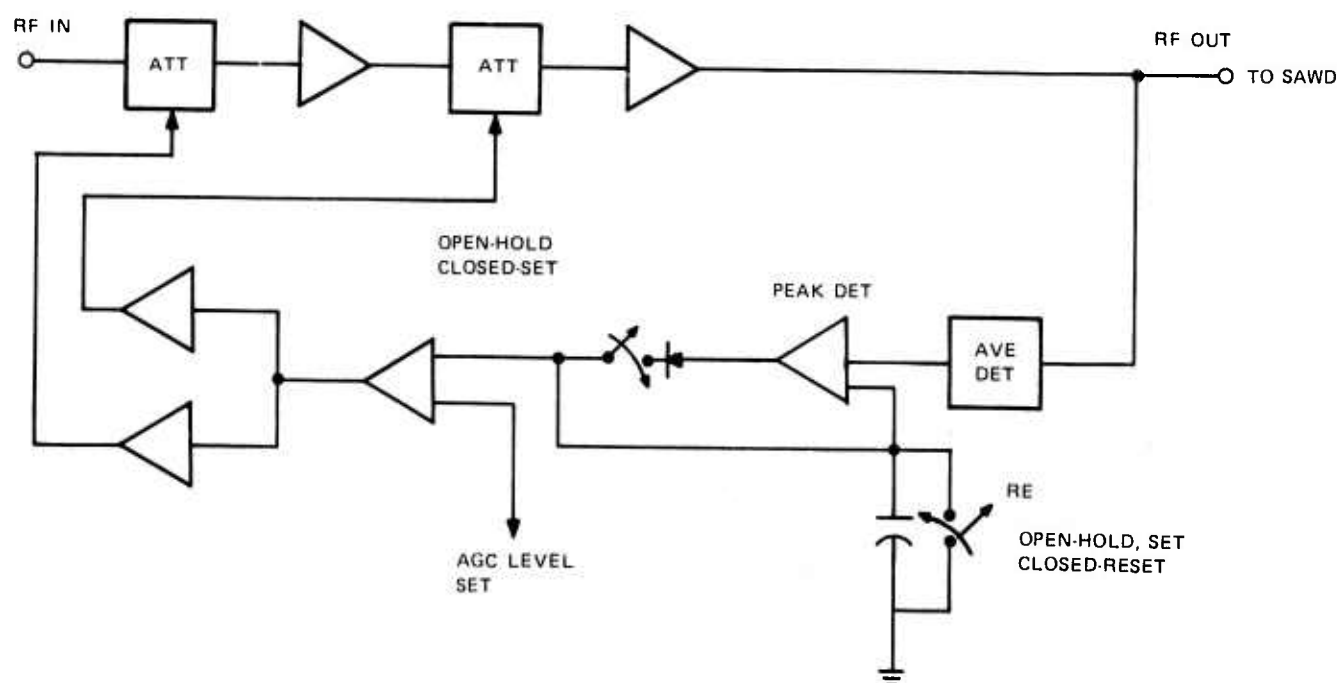 RF IN
ATT
ATT
RF OUT
TO SAWD
OPEN-HOLD
CLOSED-SET
PEAK DET
AVE
DET
RE
OPEN-HOLD, SET
CLOSED-RESET
AGC LEVEL
SET